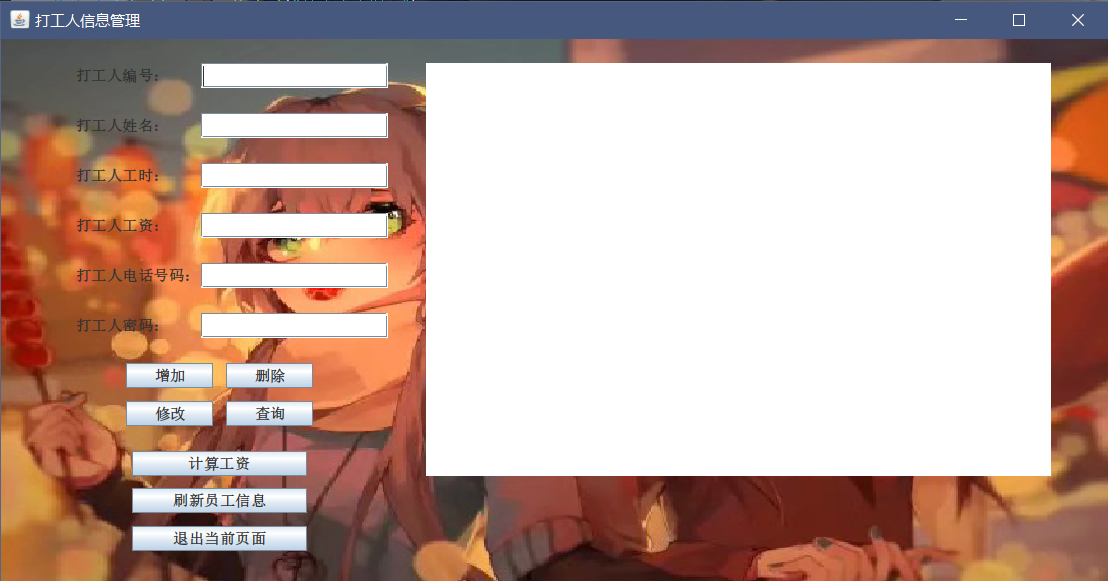 打工人信息管理
打工人编号：
打工人姓名：
打工人工时：
打工人工资：
打工人电话号码：
打工人密码：
增加 删除
修改 查询
计算工资
刷新员工信息
退出当前页面